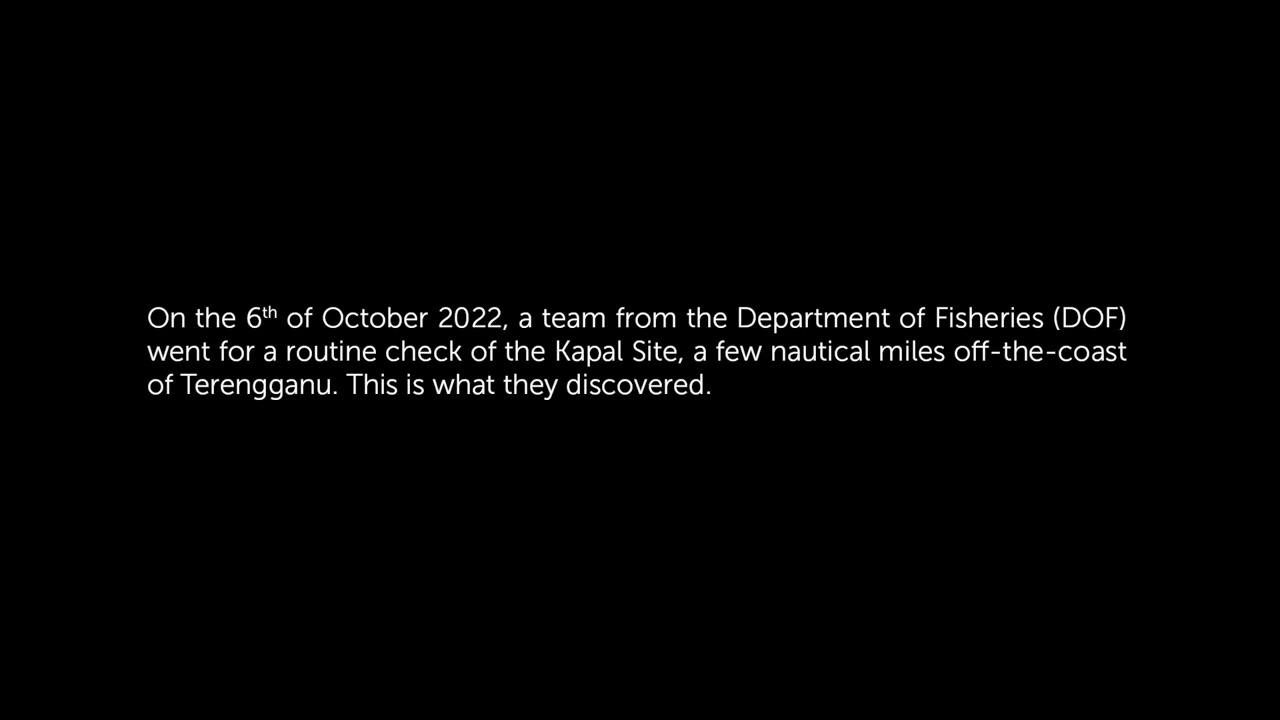 On the 6th of October 2022, a team from the Department of Fisheries (DOF)
went for a routine check of the Kapal Site, a few nautical miles off-the-coast
of Terengganu. This is what they discovered.